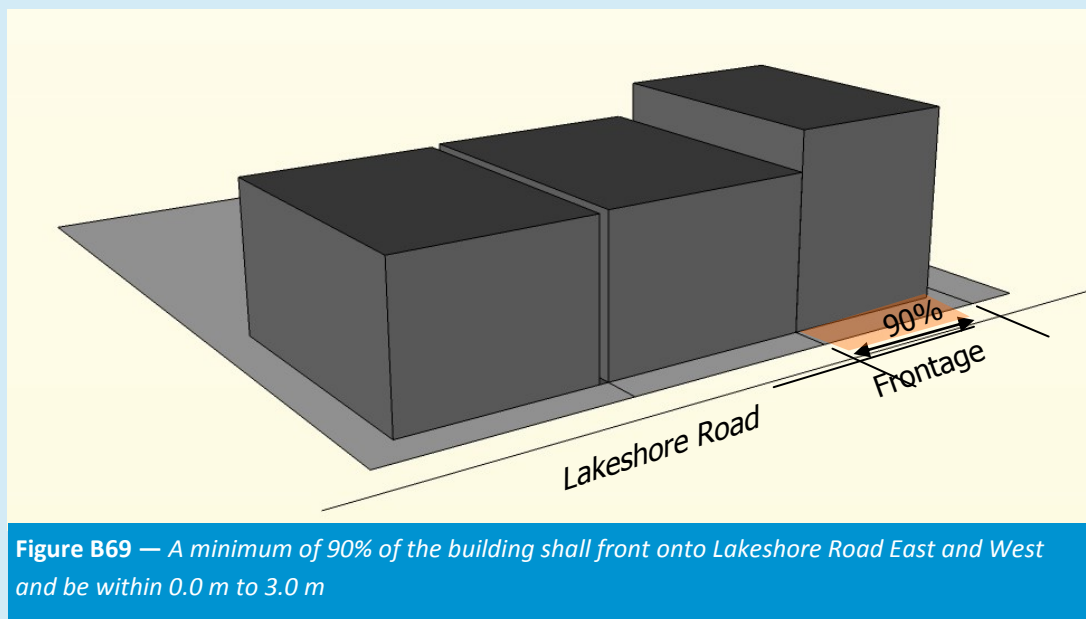 90%
Frontage
Lakeshore Road
Figure B69 — A minimum of 90% of the building shall front onto Lakeshore Road East and West
and be within 0.0 m to 3.0 m